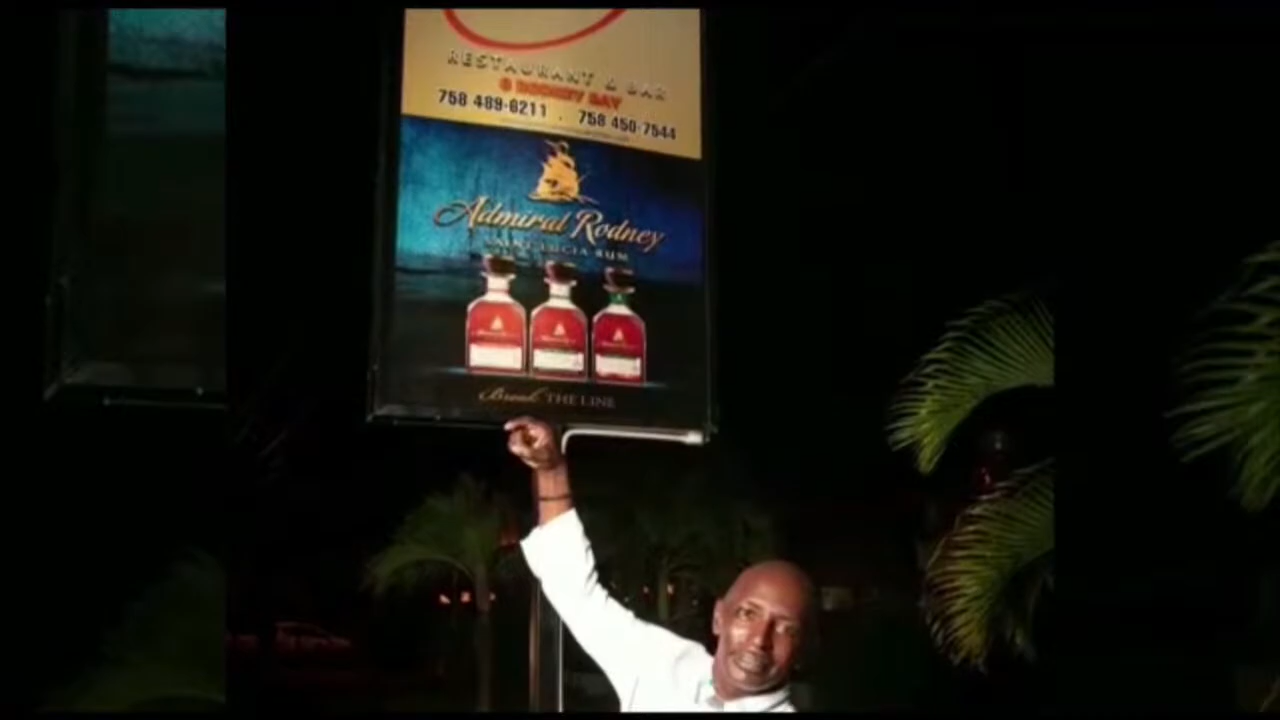 RESTAURANT & BAR
@ RODNEY BAY
758 489-6211 . 758 450-7544
Admiral Rodney
SAINT LUCIA RUM
Break THE LINE